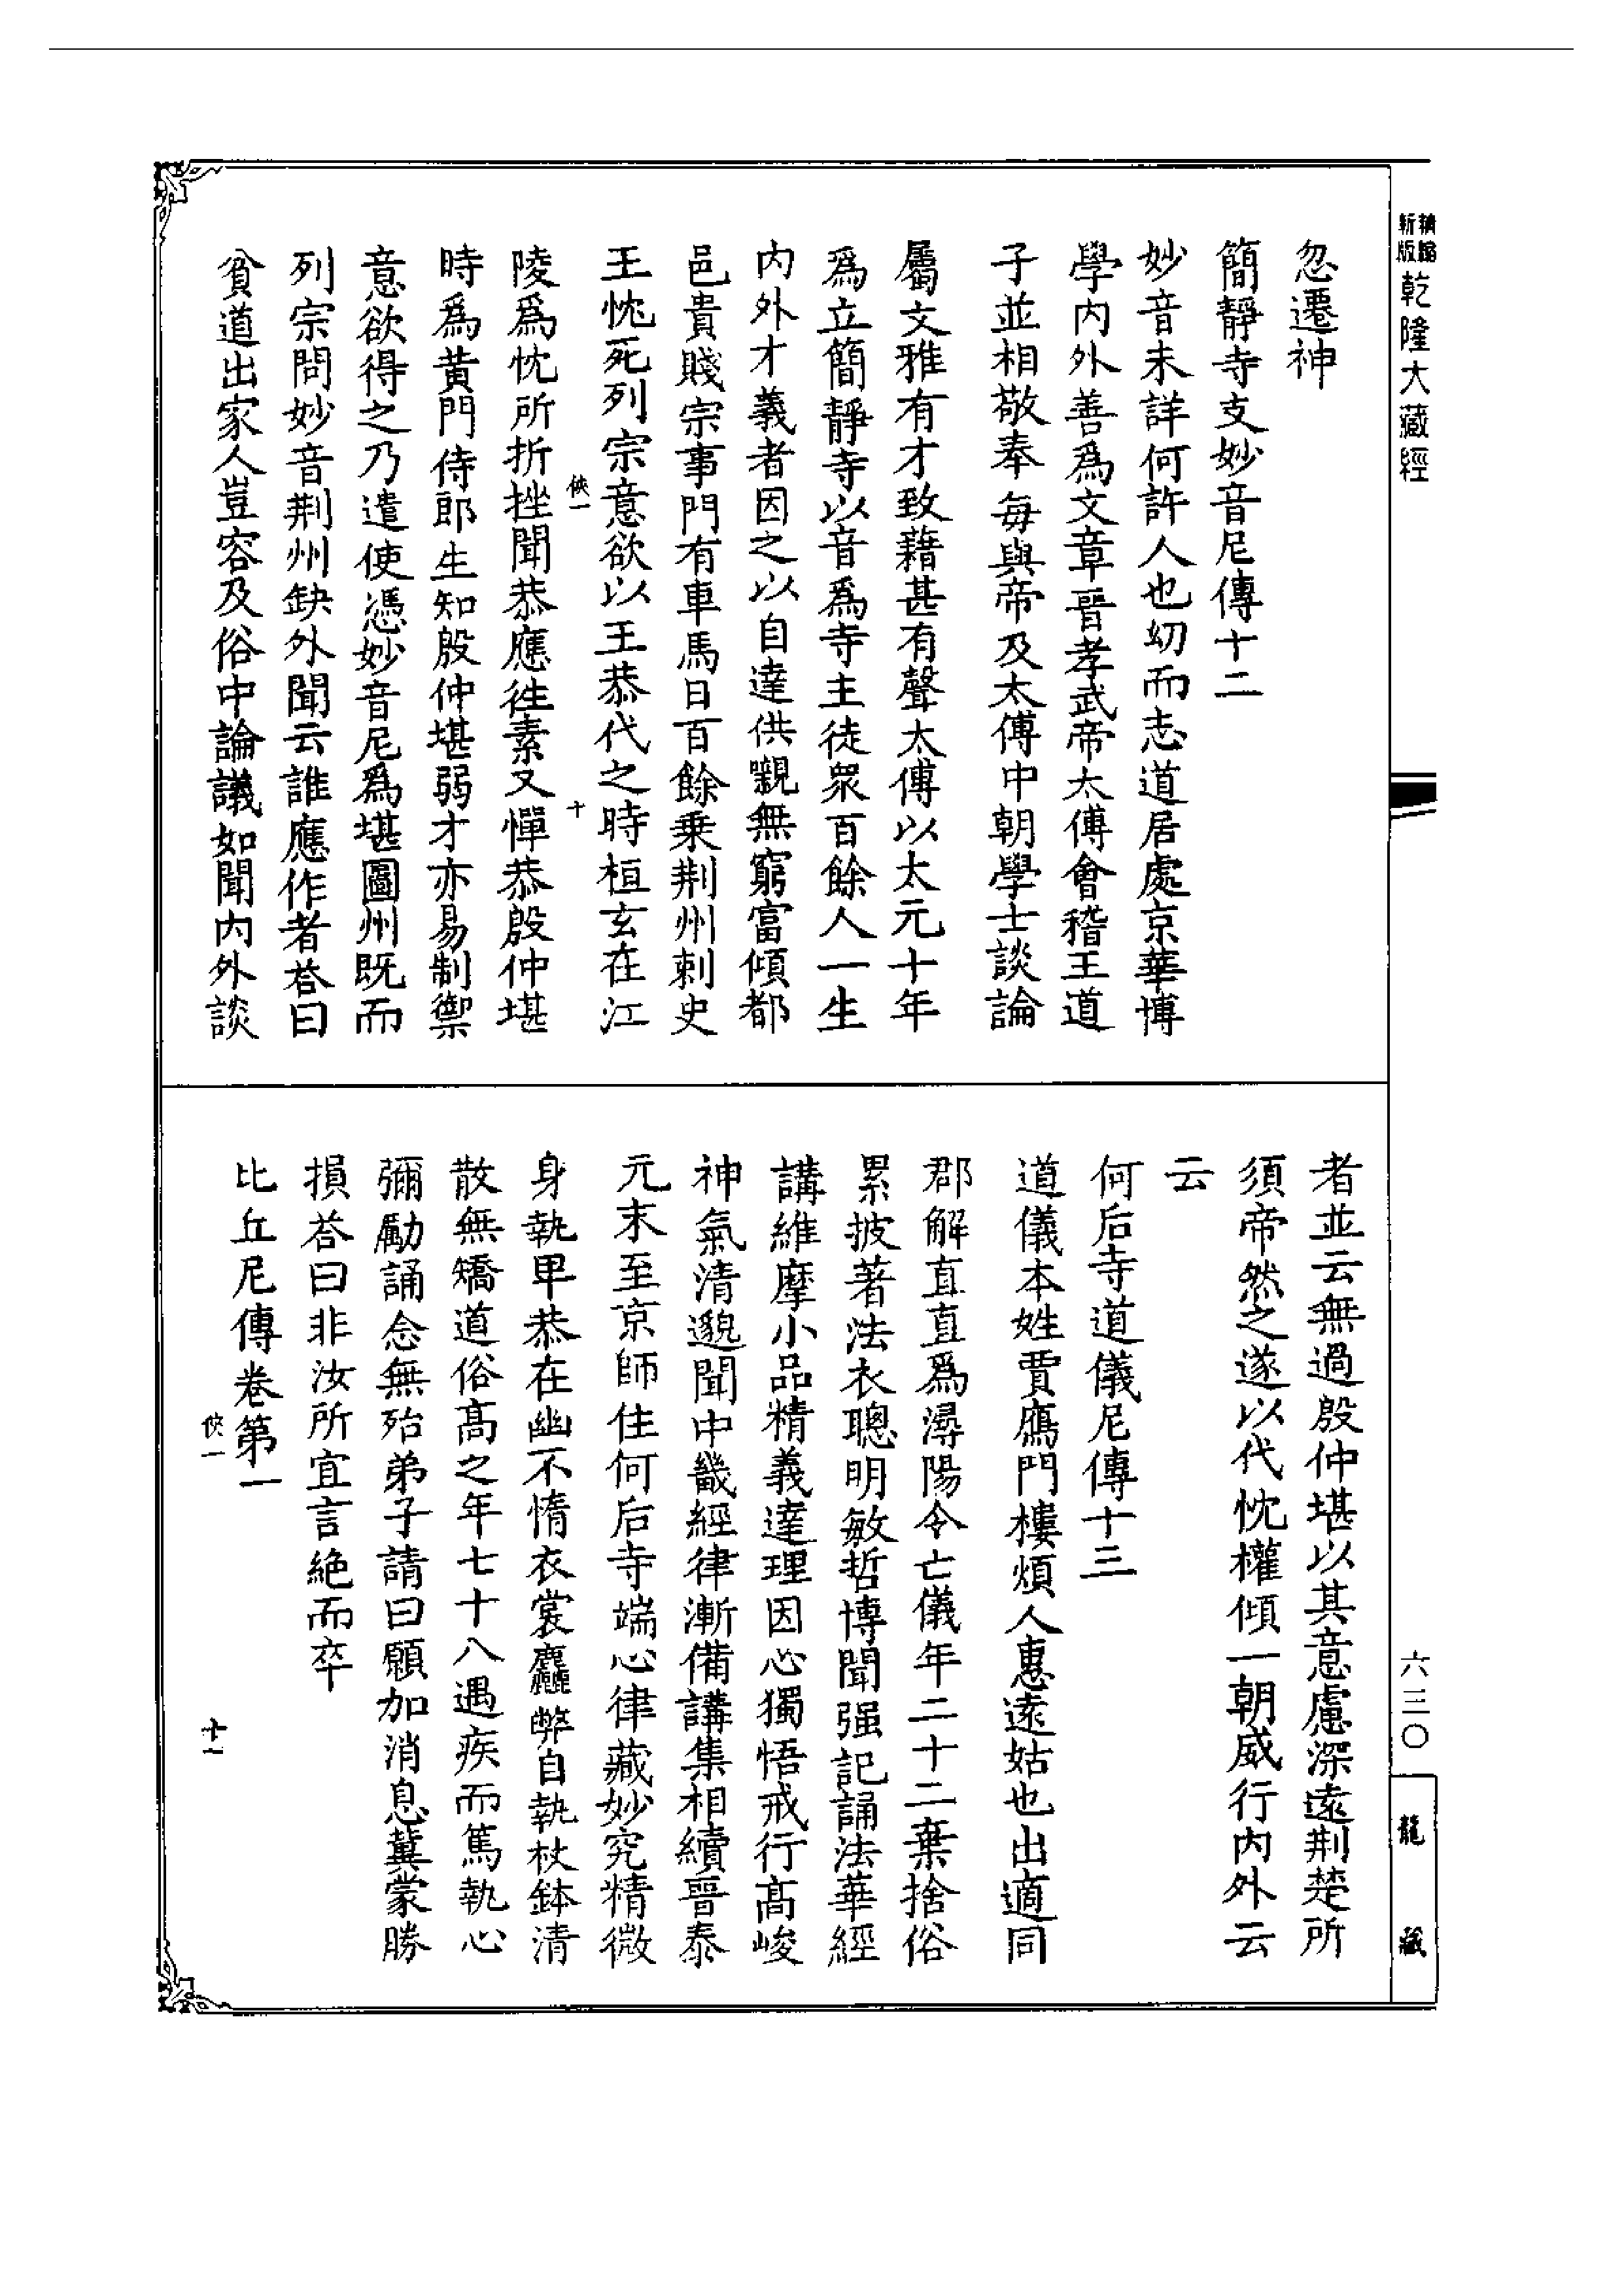 新編
縮版
乾隆大藏經
忽遷神
簡靜寺支妙音尼傳十二
妙音未詳何許人也幼而志道居處京華博
學內外善爲文章晉孝武帝太傅會稽王道
子並相敬奉每與帝及太傅中朝學士談論
屬文雅有才致藉甚有聲太傅以太元十年
爲立簡靜寺以音爲寺主徒衆百餘人一生
內外才義者因之以自達供嚫無窮富傾都
邑貴賤宗事門有車馬日百餘乗荆州刺史
王忱死列宗意欲以王恭代之時桓玄在江
陵爲忱所折挫聞恭應徃素又憚恭殷仲堪
時爲黃門侍郎生知殷仲堪弱才亦易制禦
意欲得之乃遣使憑妙音尼爲堪圖州既而
列宗問妙音荆州缺外聞云誰應作者荅曰
貧道出家人豈容及俗中論議如聞內外談
俠一
十
者並云無過殷仲堪以其意慮深遠荆楚所
須帝然之遂以代忱權傾一朝威行內外云
云
何后寺道儀尼傳十三
道儀本姓賈鴈門樓煩人惠遠姑也出適同
郡解直直爲潯陽令亡儀年二十二棄捨俗
累披著法衣聰明敏哲博聞强記誦法華經
講維摩小品精義達理因心獨悟戒行高峻
神氣清邈聞中畿經律漸備講集相續晉泰
元末至京師住何后寺端心律藏妙究精微
身執卑恭在幽不惰衣裳麤弊自執杖鉢清
散無矯道俗高之年七十八遇疾而篤執心
彌勵誦念無殆弟子請曰願加消息冀蒙勝
損荅曰非汝所宜言絶而卒
比丘尼傳卷第一
俠一
十一
六三〇
龍藏